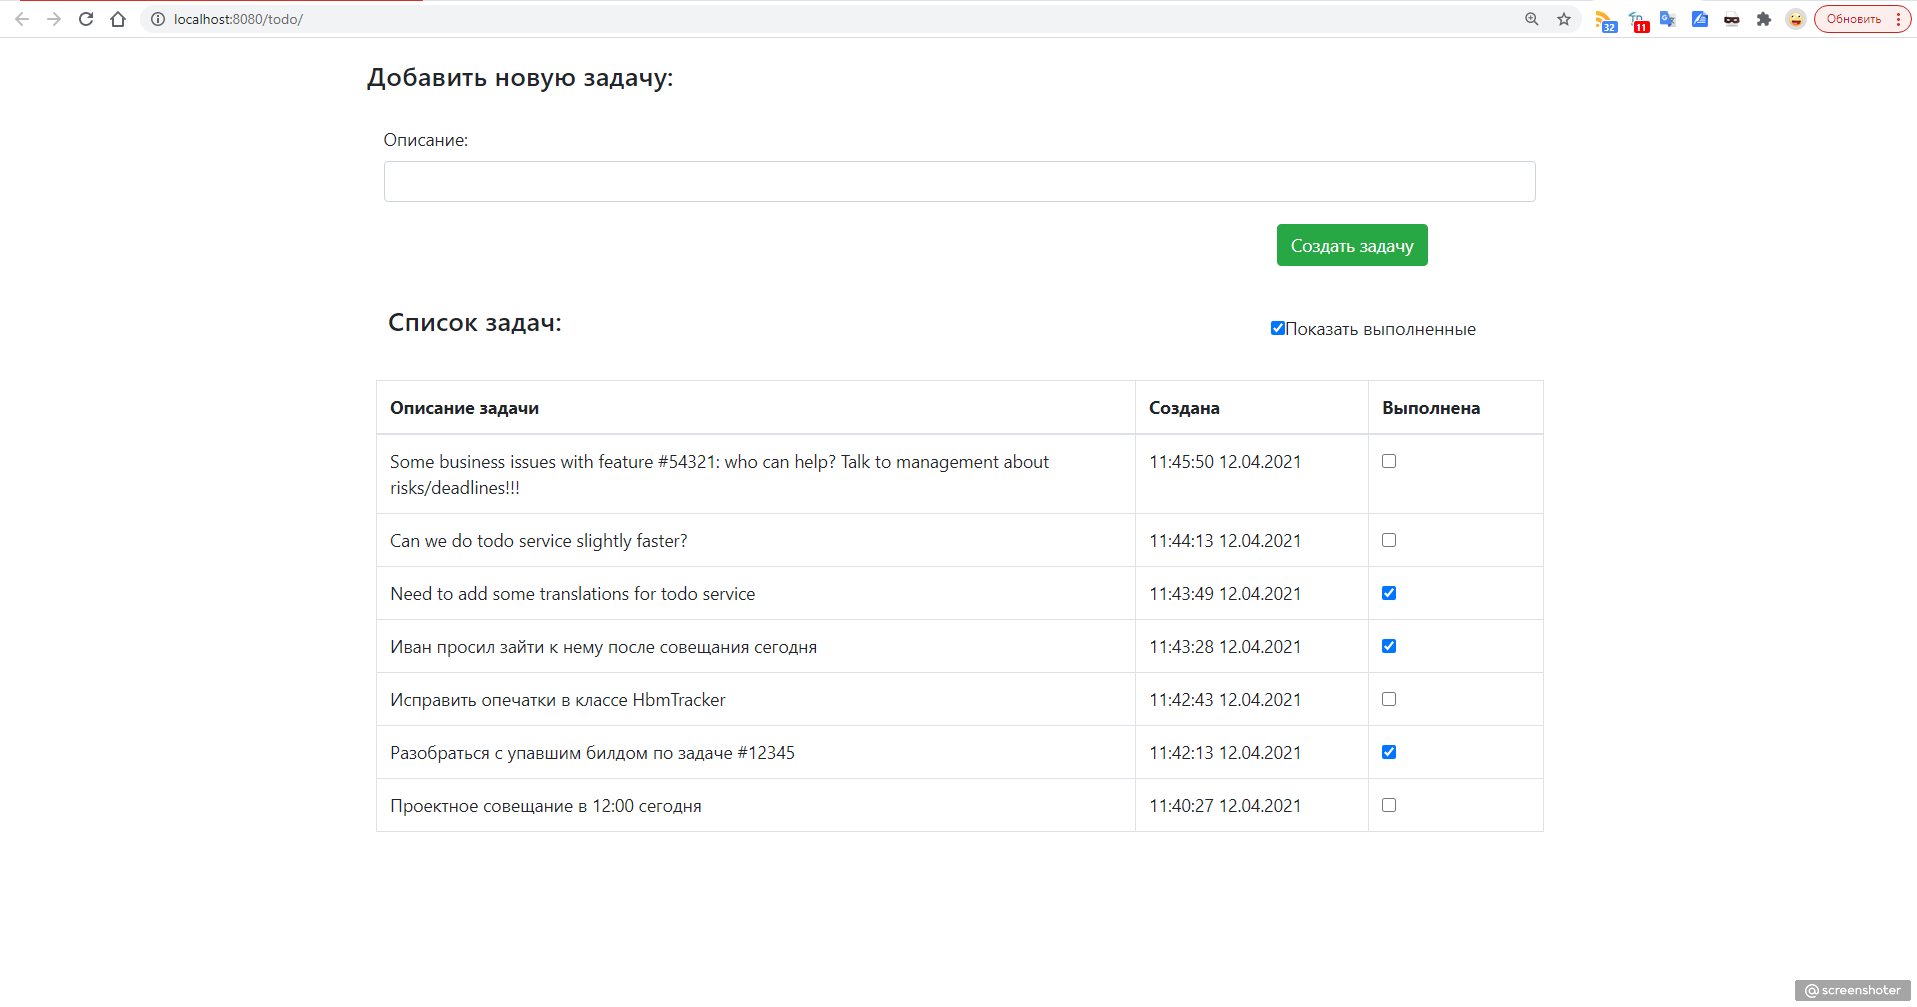 localhost:8080/todo/
32
11
Обновить
Добавить новую задачу:
Описание:
Создать задачу
Список задач:
Показать выполненные
Описание задачи Создана Выполнена
Some business issues with feature #54321: who can help? Talk to management about 11:45:50 12.04.2021
risks/deadlines!!!
Can we do todo service slightly faster? 11:44:13 12.04.2021
Need to add some translations for todo service 11:43:49 12.04.2021
Иван просил зайти к нему после совещания сегодня 11:43:28 12.04.2021
Исправить опечатки в классе HbmTracker 11:42:43 12.04.2021
Разобраться с упавшим билдом по задаче #12345 11:42:13 12.04.2021
Проектное совещание в 12:00 сегодня 11:40:27 12.04.2021
@screenshoter